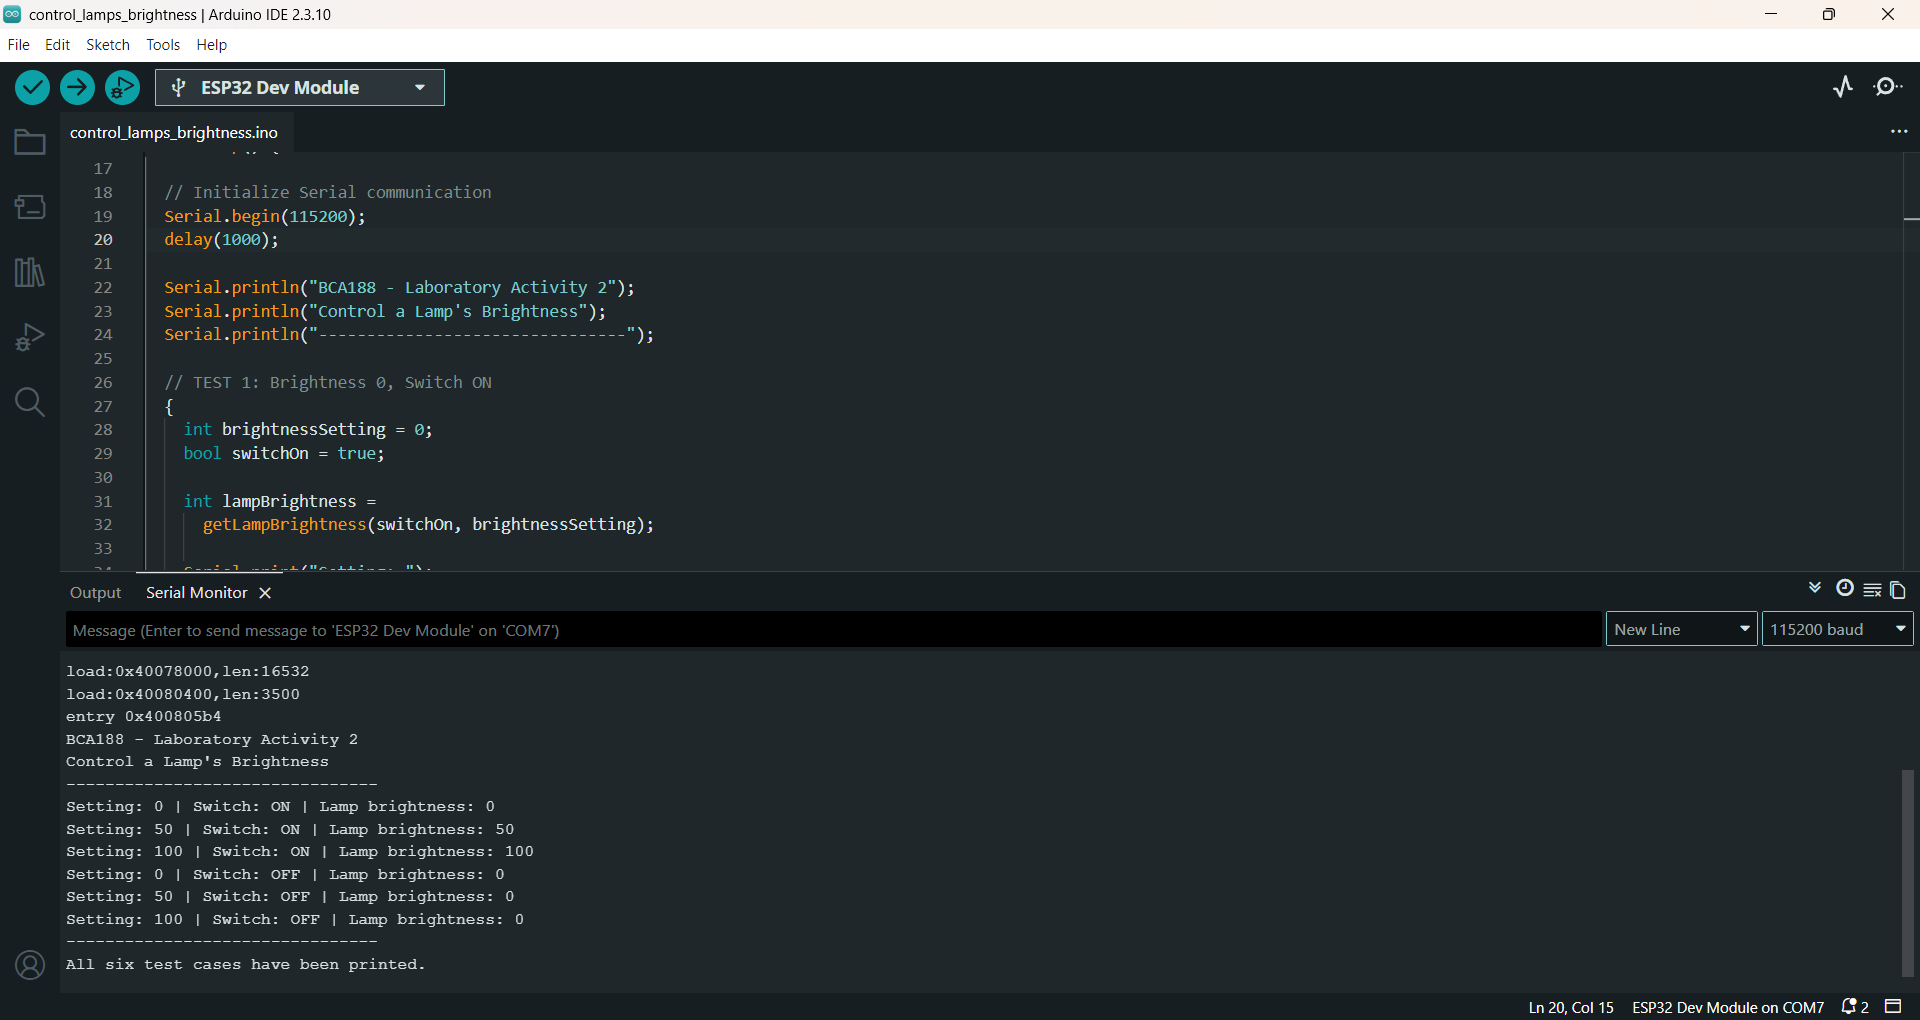 control_lamps_brightness | Arduino IDE 2.3.10
File Edit Sketch Tools Help
ESP32 Dev Module
control_lamps_brightness.ino
17
18 // Initialize Serial communication
19 Serial.begin(115200);
20 delay(1000);
21
22 Serial.println("BCA188 - Laboratory Activity 2");
23 Serial.println("Control a Lamp's Brightness");
24 Serial.println("--------------------------------");
25
26 // TEST 1: Brightness 0, Switch ON
27 {
28 int brightnessSetting = 0;
29 bool switchOn = true;
30
31 int lampBrightness =
32 getLampBrightness(switchOn, brightnessSetting);
33
Output Serial Monitor
Message (Enter to send message to 'ESP32 Dev Module' on 'COM7') New Line 115200 baud
load:0x40078000,len:16532
load:0x40080400,len:3500
entry 0x400805b4
BCA188 - Laboratory Activity 2
Control a Lamp's Brightness
--------------------------------
Setting: 0 | Switch: ON | Lamp brightness: 0
Setting: 50 | Switch: ON | Lamp brightness: 50
Setting: 100 | Switch: ON | Lamp brightness: 100
Setting: 0 | Switch: OFF | Lamp brightness: 0
Setting: 50 | Switch: OFF | Lamp brightness: 0
Setting: 100 | Switch: OFF | Lamp brightness: 0
--------------------------------
All six test cases have been printed.
Ln 20, Col 15 ESP32 Dev Module on COM7 2